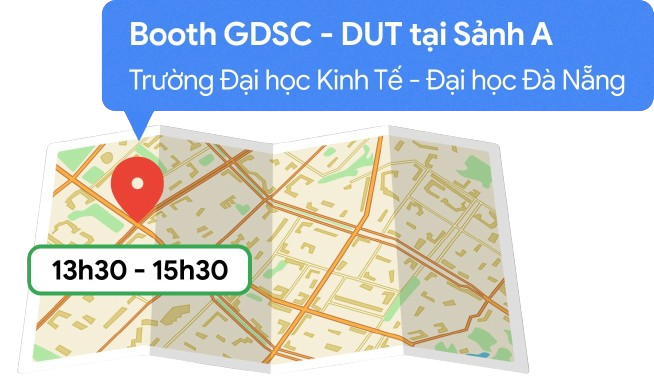 Booth GDSC - DUT tại Sảnh A
Trường Đại học Kinh Tế - Đại học Đà Nẵng
13h30 - 15h30